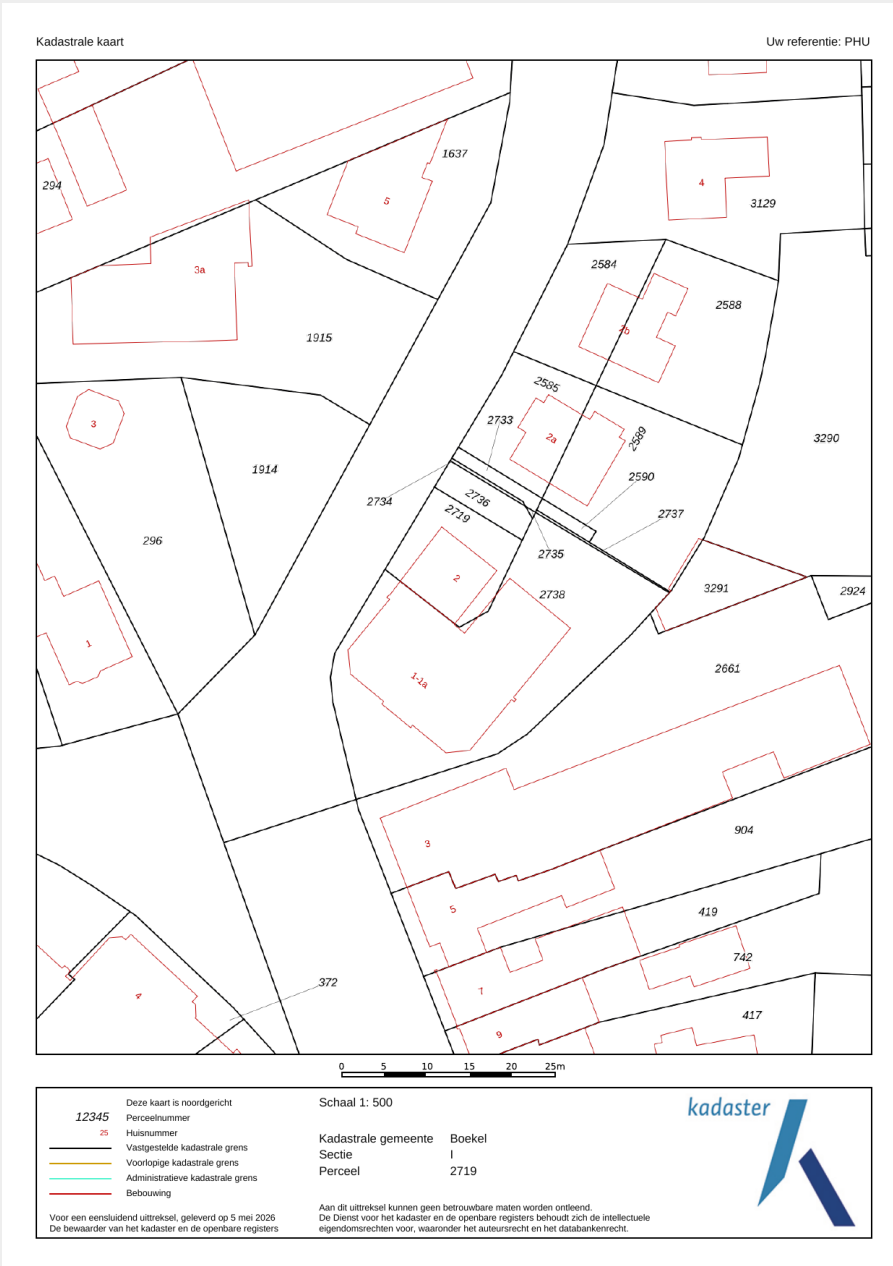 Kadastrale kaart
Uw referentie: PHU
1637
294
5
4
3129
3a
2584
2588
2b
1915
2585
3
2733
2a
2589
3290
1914
2590
2734
2736
2719
2737
296
2735
2
3291
2738
2924
1
2661
1-1a
904
3
5
419
742
372
4
7
417
9
0 5 10 15 20 25m
Deze kaart is noordgericht
12345 Perceelnummer
25 Huisnummer
Vastgestelde kadastrale grens
Voorlopige kadastrale grens
Administratieve kadastrale grens
Bebouwing
Voor een eensluidend uittreksel, geleverd op 5 mei 2026
De bewaarder van het kadaster en de openbare registers
Schaal 1: 500
Kadastrale gemeente Boekel
Sectie I
Perceel 2719
Aan dit uittreksel kunnen geen betrouwbare maten worden ontleend.
De Dienst voor het kadaster en de openbare registers behoudt zich de intellectuele
eigendomsrechten voor, waaronder het auteursrecht en het databankenrecht.
kadaster